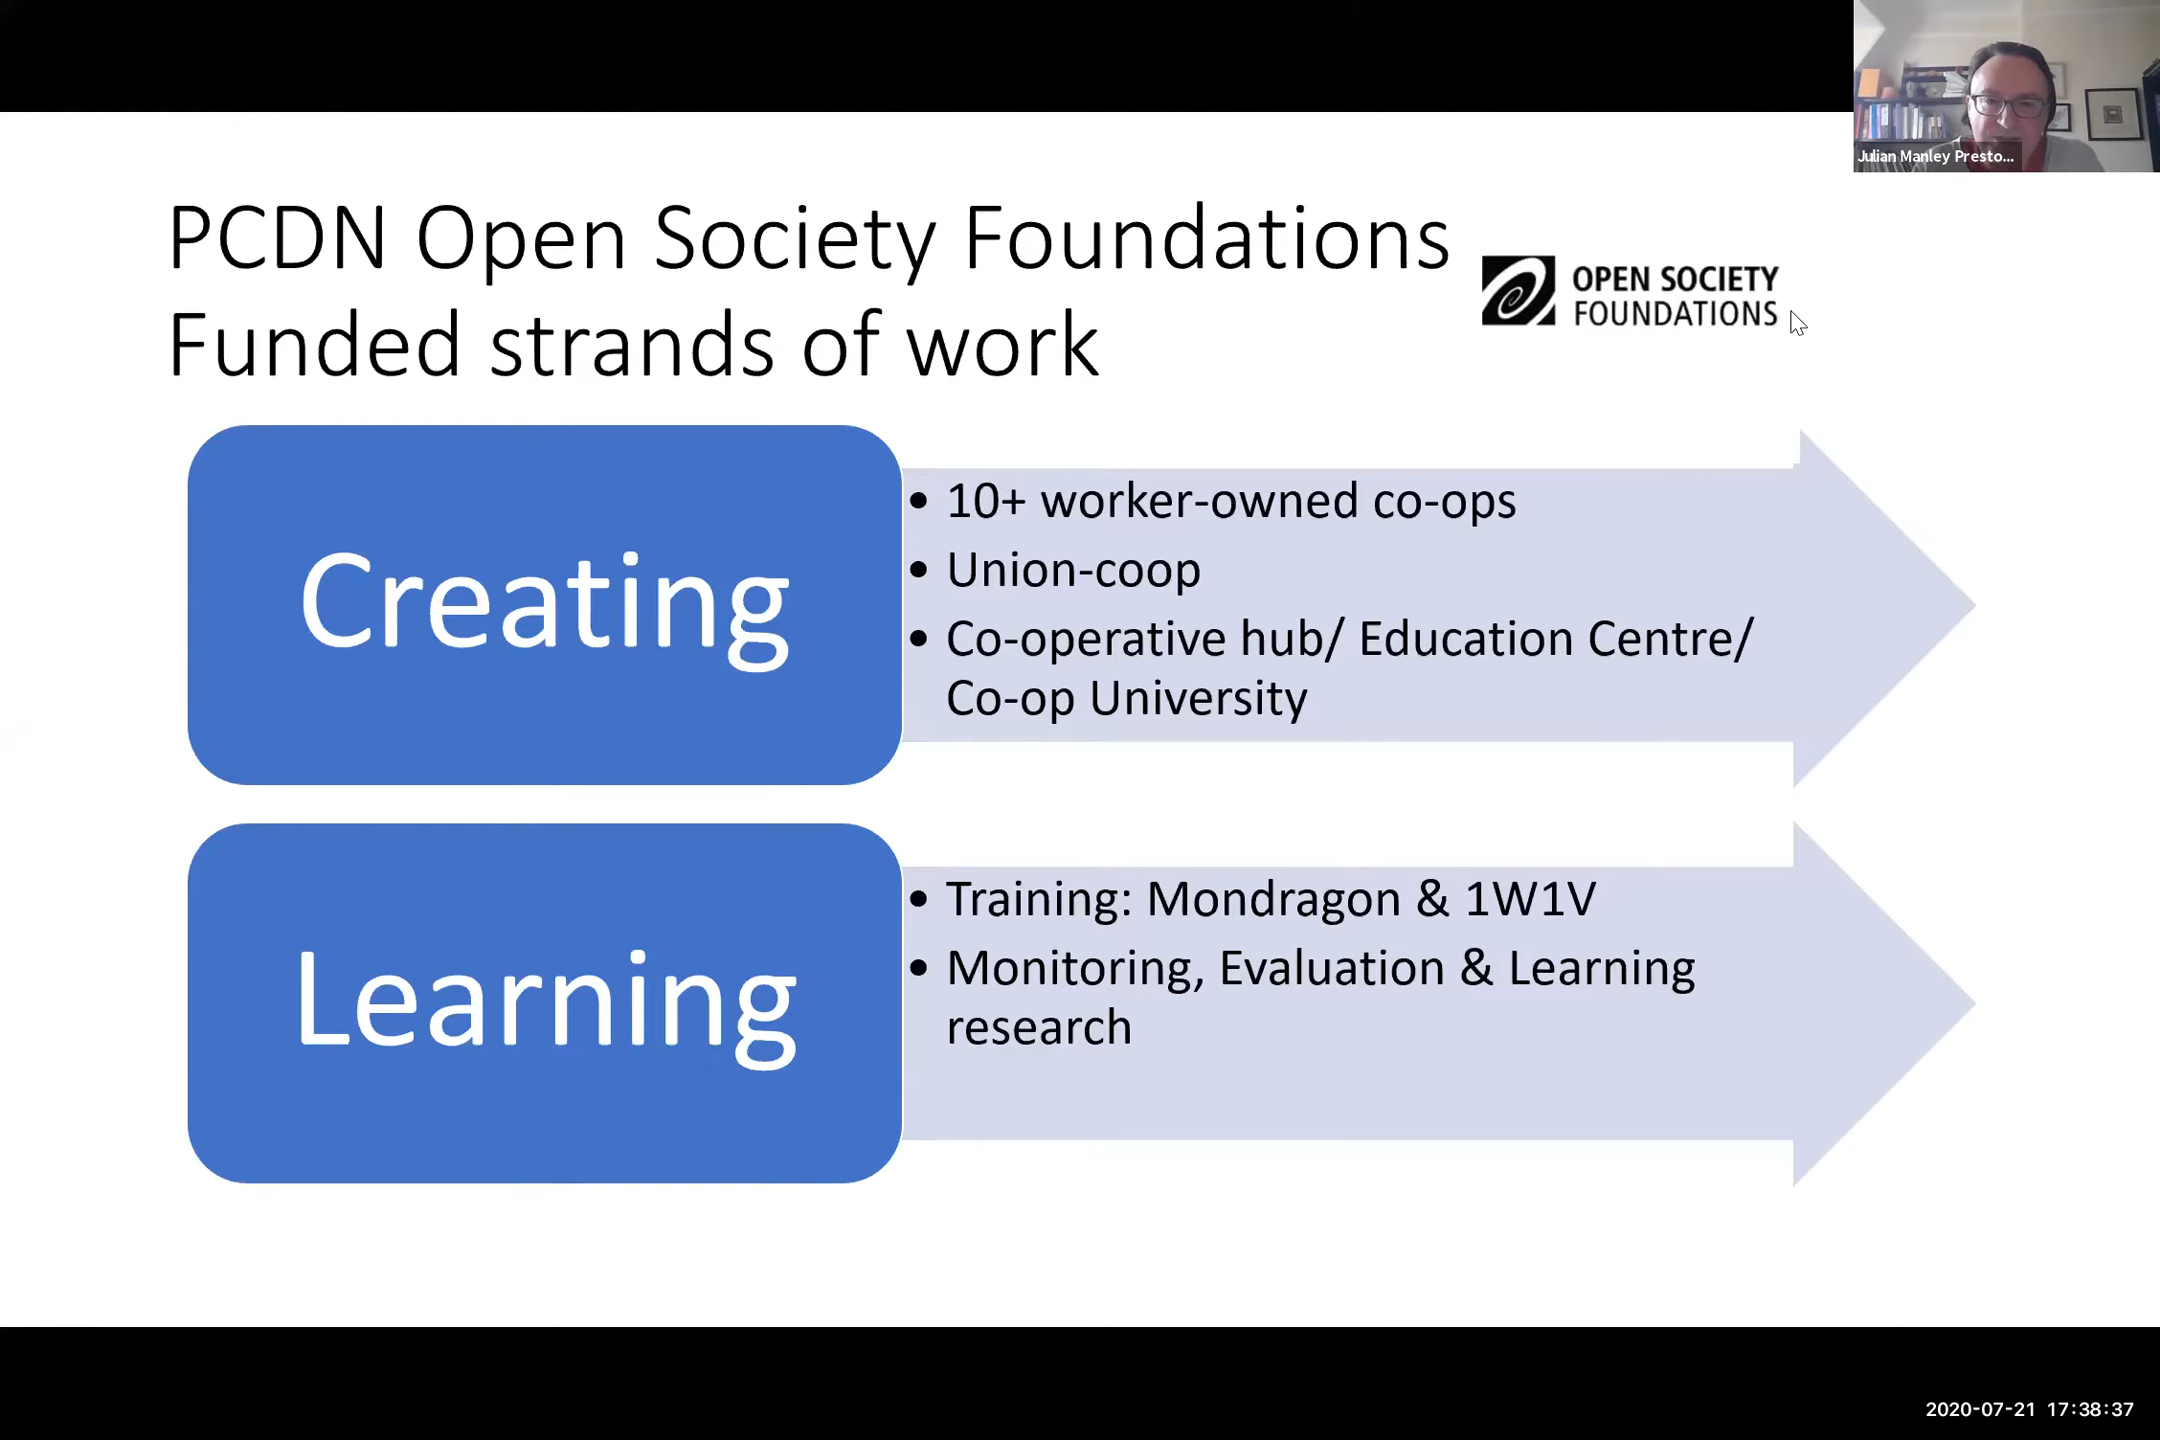 Julian Manley Presto...
PCDN Open Society Foundations
Funded strands of work
OPEN SOCIETY
FOUNDATIONS
Creating
• 10+ worker-owned co-ops
• Union-coop
• Co-operative hub/ Education Centre/
Co-op University
Learning
• Training: Mondragon & 1W1V
• Monitoring, Evaluation & Learning
research
2020-07-21 17:38:37